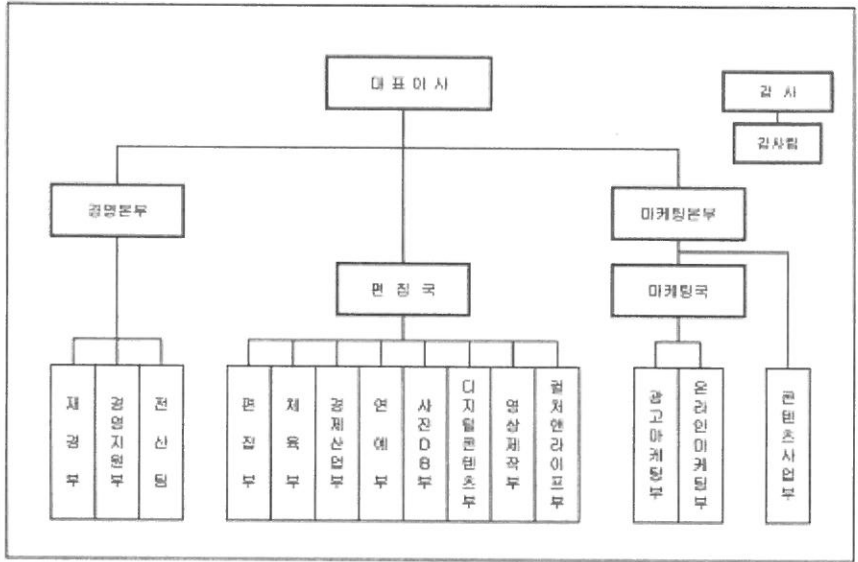 대표이사
감 사
감사팀
경영본부
마케팅본부
편 집 국
마케팅국
재경부
경영지원부
전산팀
편집부
체육부
경제산업부
연예부
사진DB부
디지털콘텐츠부
영상제작부
컬처앤라이프부
광고마케팅부
온라인마케팅부
콘텐츠사업부